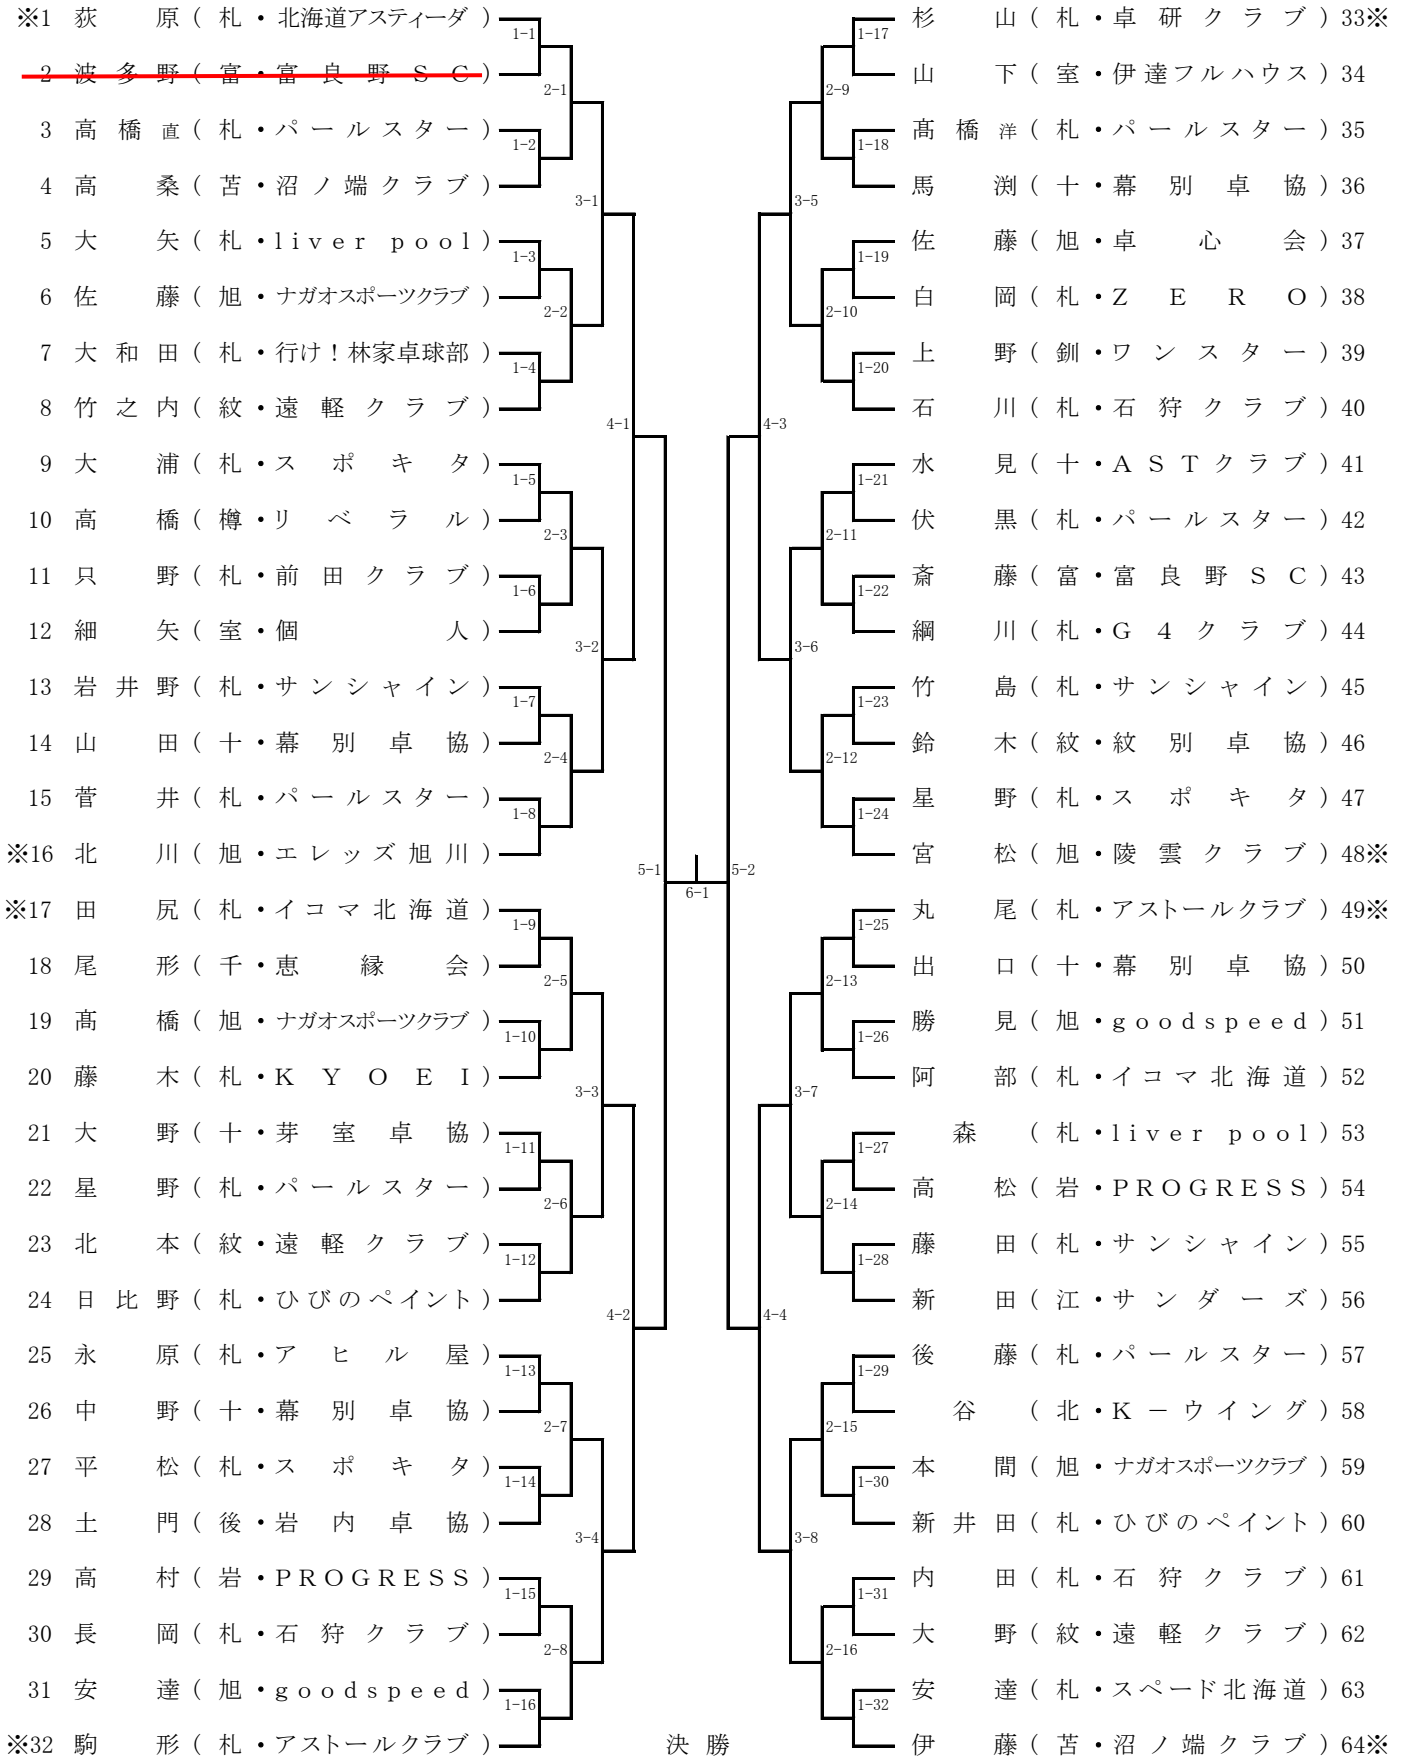 ※1 荻原（札・北海道アスティーダ）
1-1
2 波多野（富・富良野SC）
2-1
3 高橋直（札・パールスター）
1-2
4 高桑（苫・沼ノ端クラブ）
3-1
5 大矢（札・liver pool）
1-3
6 佐藤（旭・ナガオスポーツクラブ）
2-2
7 大和田（札・行け！林家卓球部）
1-4
8 竹之内（紋・遠軽クラブ）
4-1
9 大浦（札・スポキタ）
1-5
10 高橋（樽・リベラル）
2-3
11 只野（札・前田クラブ）
1-6
12 細矢（室・個人）
3-2
13 岩井野（札・サンシャイン）
1-7
14 山田（十・幕別卓協）
2-4
15 菅井（札・パールスター）
1-8
※16 北川（旭・エレッズ旭川）
5-1
※17 田尻（札・イコマ北海道）
1-9
18 尾形（千・恵縁会）
2-5
19 髙橋（旭・ナガオスポーツクラブ）
1-10
20 藤木（札・KYOEI）
3-3
21 大野（十・芽室卓協）
1-11
22 星野（札・パールスター）
2-6
23 北本（紋・遠軽クラブ）
1-12
24 日比野（札・ひびのペイント）
4-2
25 永原（札・アヒル屋）
1-13
26 中野（十・幕別卓協）
2-7
27 平松（札・スポキタ）
1-14
28 土門（後・岩内卓協）
3-4
29 高村（岩・PROGRESS）
1-15
30 長岡（札・石狩クラブ）
2-8
31 安達（旭・goodspeed）
1-16
※32 駒形（札・アストールクラブ）
6-1
決勝
杉山（札・卓研クラブ）33※
1-17
山下（室・伊達フルハウス）34
2-9
髙橋洋（札・パールスター）35
1-18
馬渕（十・幕別卓協）36
3-5
佐藤（旭・卓心会）37
1-19
白岡（札・ZERO）38
2-10
上野（釧・ワンスター）39
1-20
石川（札・石狩クラブ）40
4-3
水見（十・ASTクラブ）41
1-21
伏黒（札・パールスター）42
2-11
斎藤（富・富良野SC）43
1-22
綱川（札・G4クラブ）44
3-6
竹島（札・サンシャイン）45
1-23
鈴木（紋・紋別卓協）46
2-12
星野（札・スポキタ）47
1-24
宮松（旭・陵雲クラブ）48※
5-2
丸尾（札・アストールクラブ）49※
1-25
出口（十・幕別卓協）50
2-13
勝見（旭・goodspeed）51
1-26
阿部（札・イコマ北海道）52
3-7
森（札・liver pool）53
1-27
高松（岩・PROGRESS）54
2-14
藤田（札・サンシャイン）55
1-28
新田（江・サンダーズ）56
4-4
後藤（札・パールスター）57
1-29
谷（北・K－ウイング）58
2-15
本間（旭・ナガオスポーツクラブ）59
1-30
新井田（札・ひびのペイント）60
3-8
内田（札・石狩クラブ）61
1-31
大野（紋・遠軽クラブ）62
2-16
安達（札・スペード北海道）63
1-32
伊藤（苫・沼ノ端クラブ）64※